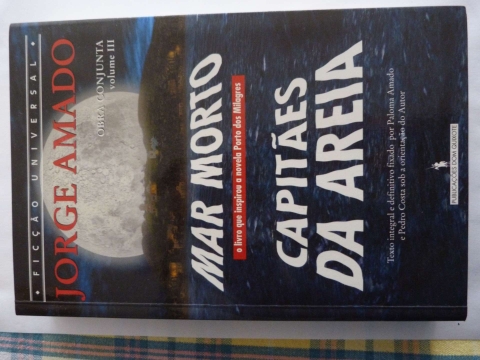 • FICÇÃO UNIVERSAL •
JORGE AMADO
OBRA CONJUNTA
volume III
MAR MORTO
o livro que inspirou a novela Porto dos Milagres
CAPITÃES
DA AREIA
Texto integral e definitivo fixado por Paloma Amado
e Pedro Costa sob a orientação do Autor
PUBLICAÇÕES DOM QUIXOTE